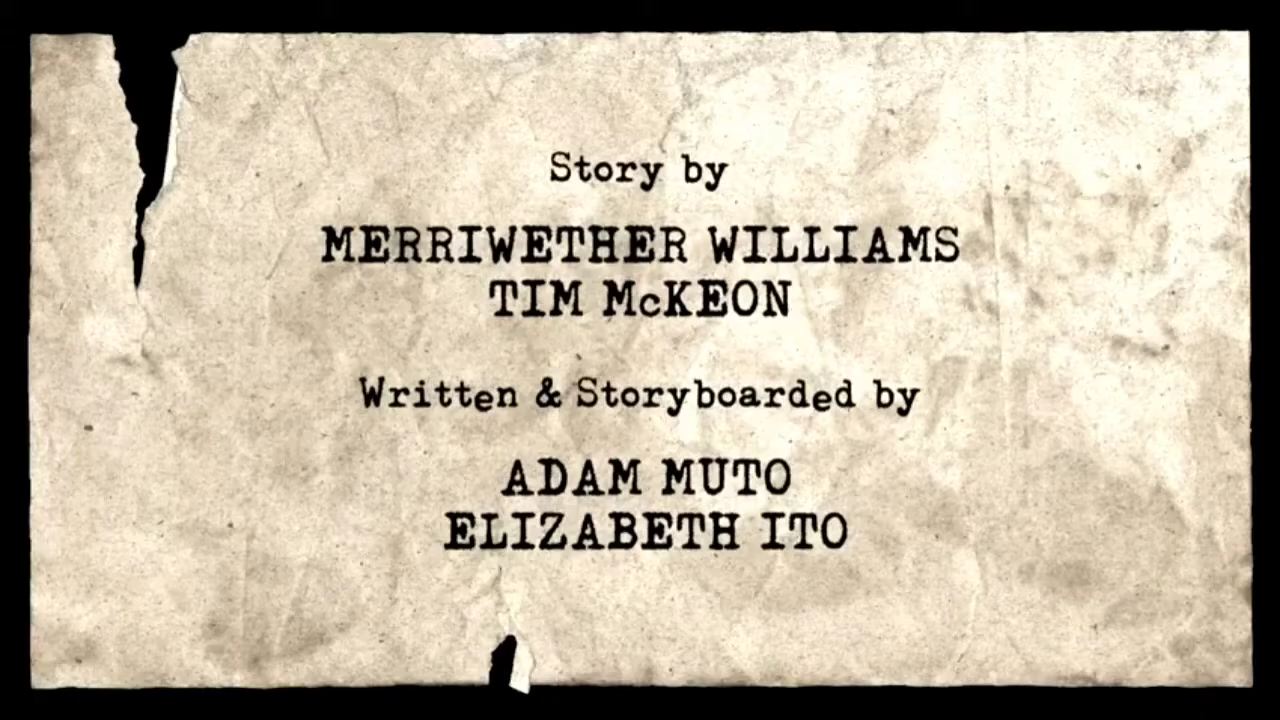 Story by
MERRIWETHER WILLIAMS
TIM McKEON
Written & Storyboarded by
ADAM MUTO
ELIZABETH ITO